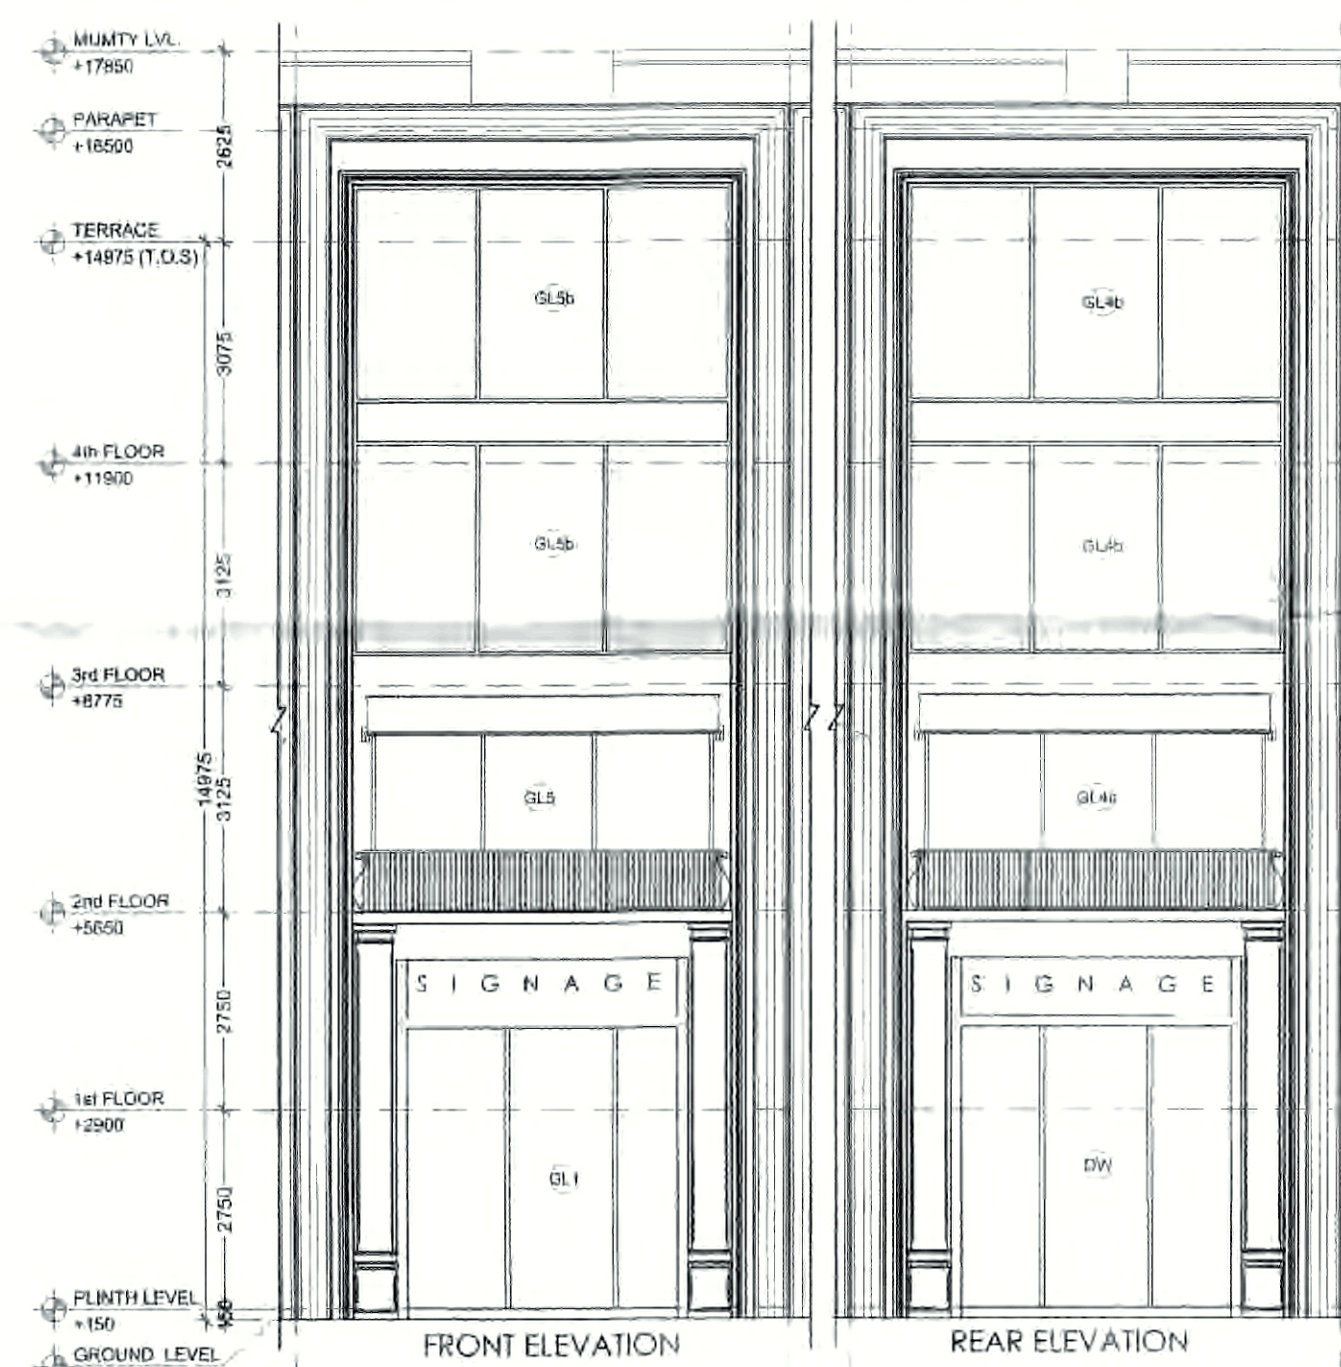 MUMTY LVL.
+17850
PARAPET
+16500
2625
TERRACE
+14975 (T.O.S)
GL5b
GL4b
3075
4th FLOOR
+11900
GL5b
GL4b
3125
3rd FLOOR
+8775
14975
3125
GL5
2nd FLOOR
+5650
SIGNAGE
SIGNAGE
2750
1st FLOOR
+2900
GL1
DW
2750
PLINTH LEVEL
+150
150
GROUND LEVEL
FRONT ELEVATION
REAR ELEVATION